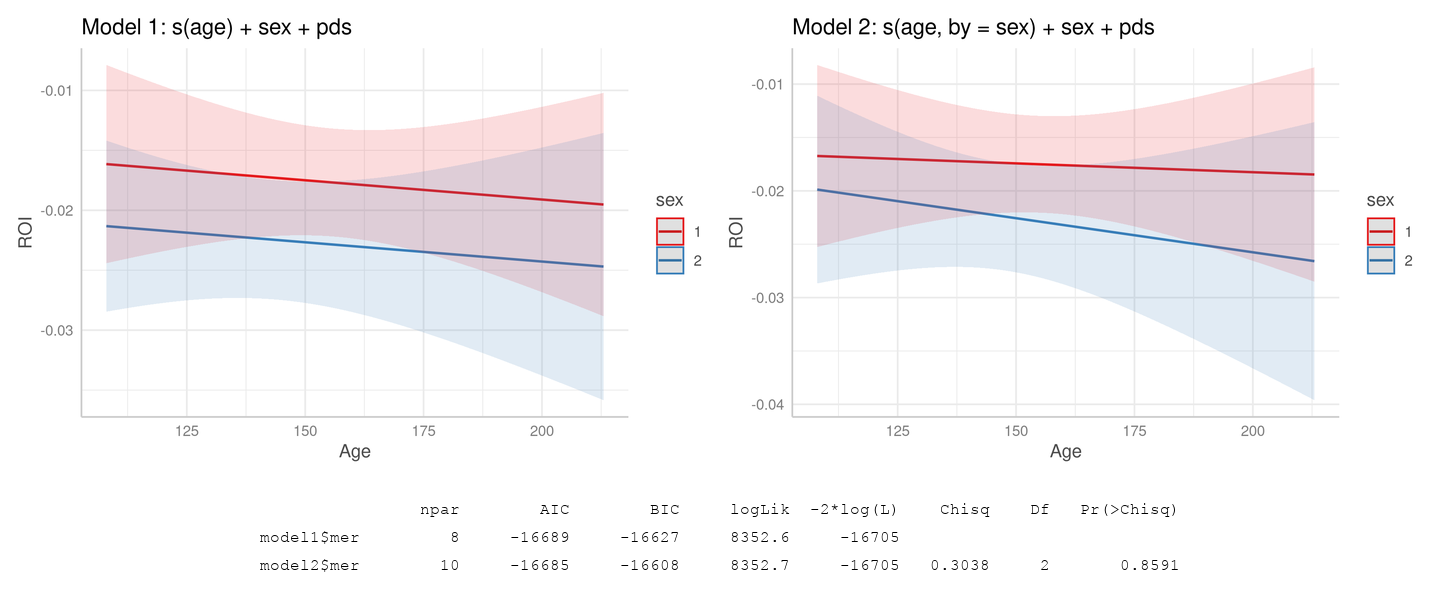 Model 1: s(age) + sex + pds
-0.01
-0.02
-0.03
ROI
125 150 175 200
Age
sex
1
2
Model 2: s(age, by = sex) + sex + pds
-0.01
-0.02
-0.03
-0.04
ROI
125 150 175 200
Age
sex
1
2
npar AIC BIC logLik -2*log(L) Chisq Df Pr(>Chisq)
model1$mer 8 -16689 -16627 8352.6 -16705
model2$mer 10 -16685 -16608 8352.7 -16705 0.3038 2 0.8591